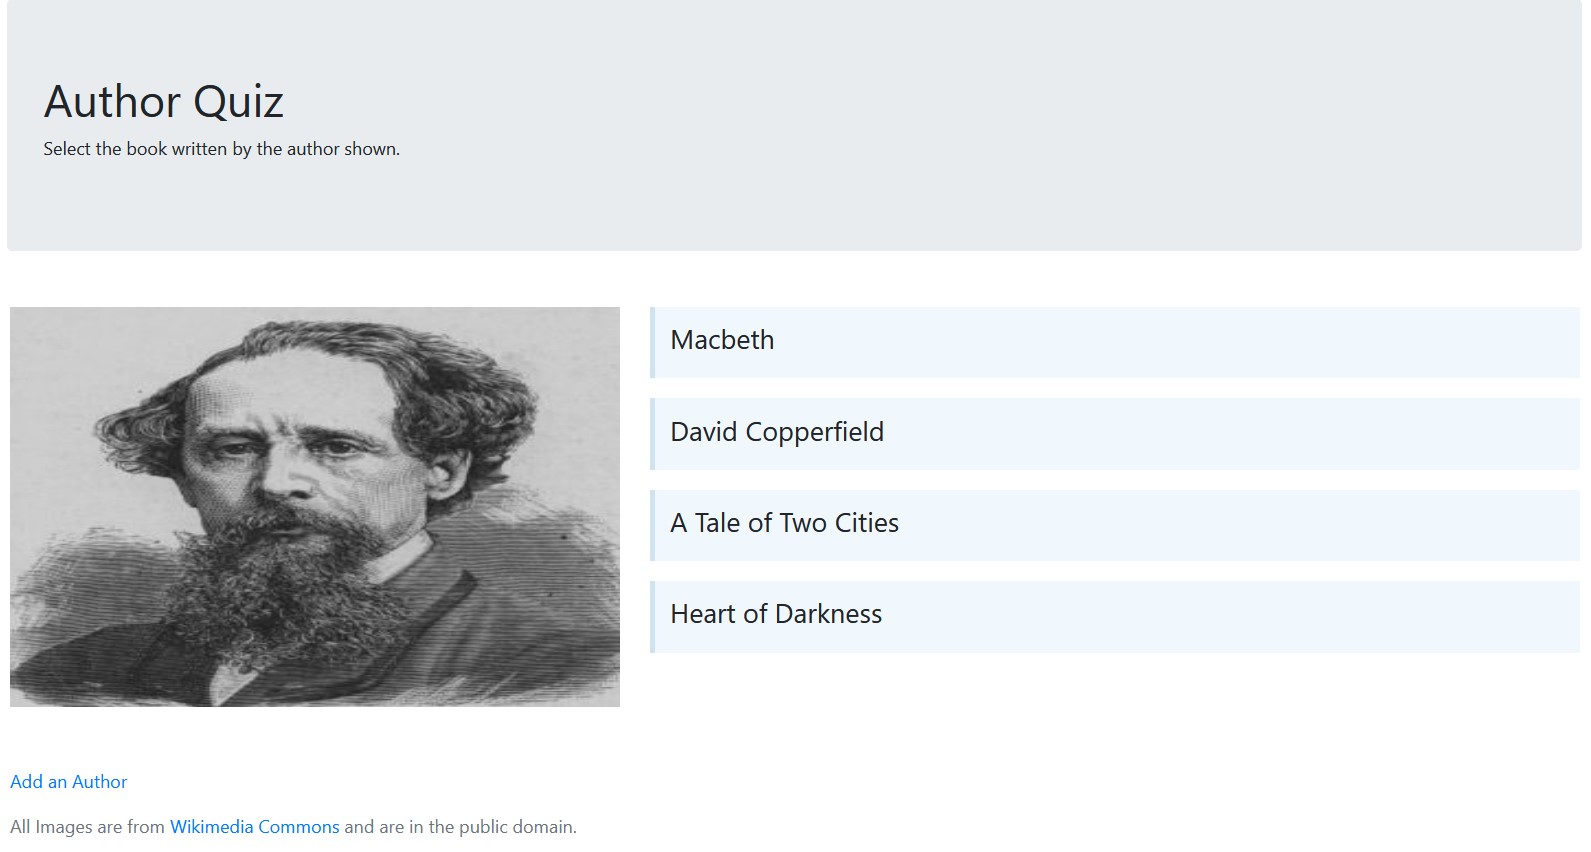 Author Quiz
Select the book written by the author shown.
Macbeth
David Copperfield
A Tale of Two Cities
Heart of Darkness
Add an Author
All Images are from Wikimedia Commons and are in the public domain.